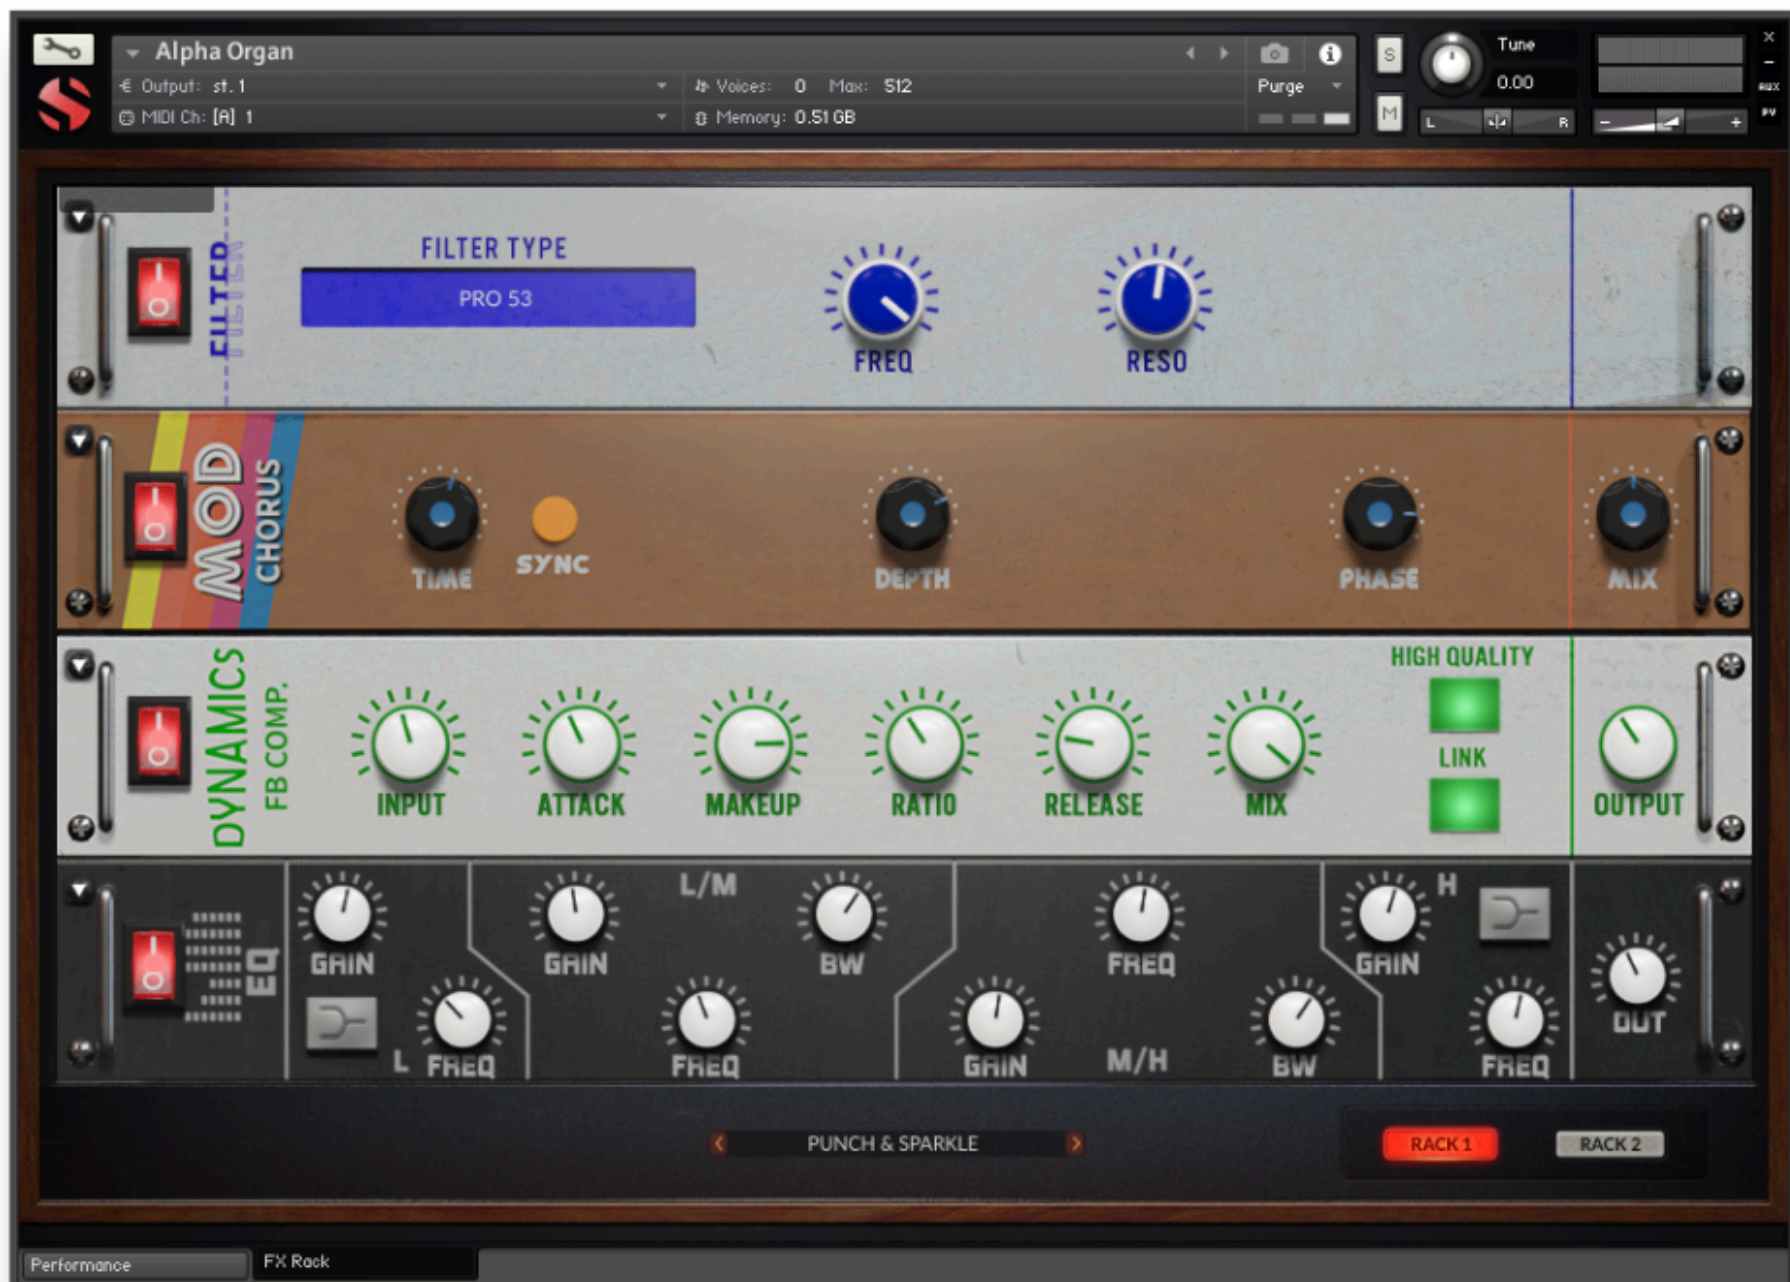 Alpha Organ
Output: st. 1
MIDI Ch: [A] 1
Voices: 0 Max: 512
Memory: 0.51 GB
Purge
S
M
Tune
0.00
L R
- +
X
AUX
PV
FILTER
FILTER TYPE
PRO 53
FREQ
RESO
MOD
CHORUS
TIME
SYNC
DEPTH
PHASE
MIX
DYNAMICS
FB COMP.
INPUT
ATTACK
MAKEUP
RATIO
RELEASE
MIX
HIGH QUALITY
LINK
OUTPUT
EQ
GAIN
L FREQ
L/M
GAIN
BW
FREQ
FREQ
GAIN
M/H
BW
H
GAIN
FREQ
OUT
PUNCH & SPARKLE
RACK 1
RACK 2
Performance
FX Rack